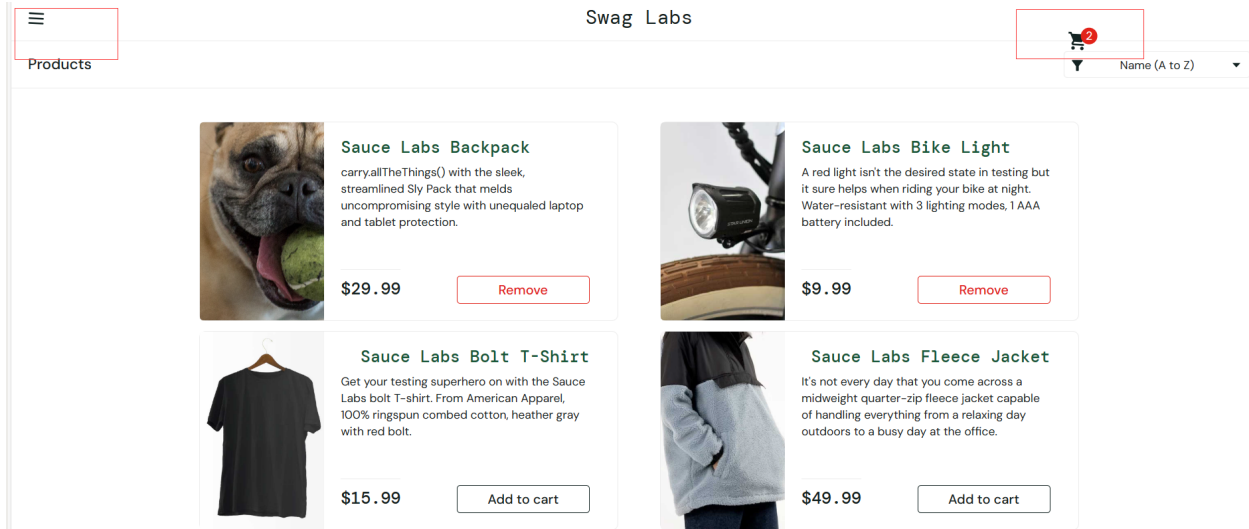 Swag Labs
2
Products
Name (A to Z)
Sauce Labs Backpack
carry.allTheThings() with the sleek,
streamlined Sly Pack that melds
uncompromising style with unequaled laptop
and tablet protection.
$29.99
Remove
Sauce Labs Bike Light
A red light isn't the desired state in testing but
it sure helps when riding your bike at night.
Water-resistant with 3 lighting modes, 1 AAA
battery included.
$9.99
Remove
Sauce Labs Bolt T-Shirt
Get your testing superhero on with the Sauce
Labs bolt T-shirt. From American Apparel,
100% ringspun combed cotton, heather gray
with red bolt.
$15.99
Add to cart
Sauce Labs Fleece Jacket
It's not every day that you come across a
midweight quarter-zip fleece jacket capable
of handling everything from a relaxing day
outdoors to a busy day at the office.
$49.99
Add to cart